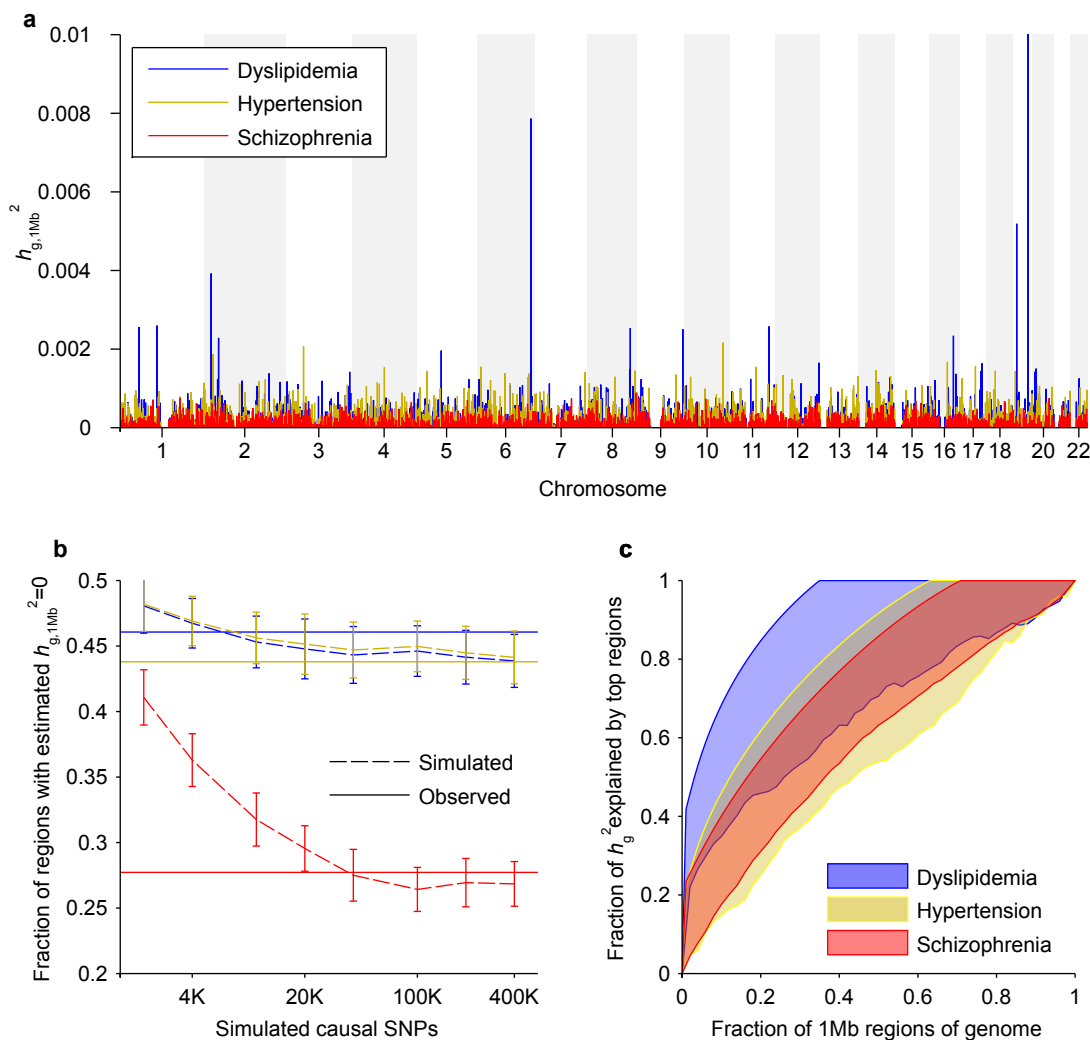 a
0.01
0.008
0.006
0.004
0.002
0
h g,1Mb 2
Dyslipidemia
Hypertension
Schizophrenia
1 2 3 4 5 6 7 8 9 10 11 12 13 14 15 16 17 18 20 22
Chromosome
b
0.5
0.45
0.4
0.35
0.3
0.25
0.2
Fraction of regions with estimated h g,1Mb 2=0
Simulated
Observed
4K 20K 100K 400K
Simulated causal SNPs
c
1
0.8
0.6
0.4
0.2
0
Fraction of h g 2 explained by top regions
Dyslipidemia
Hypertension
Schizophrenia
0 0.2 0.4 0.6 0.8 1
Fraction of 1Mb regions of genome